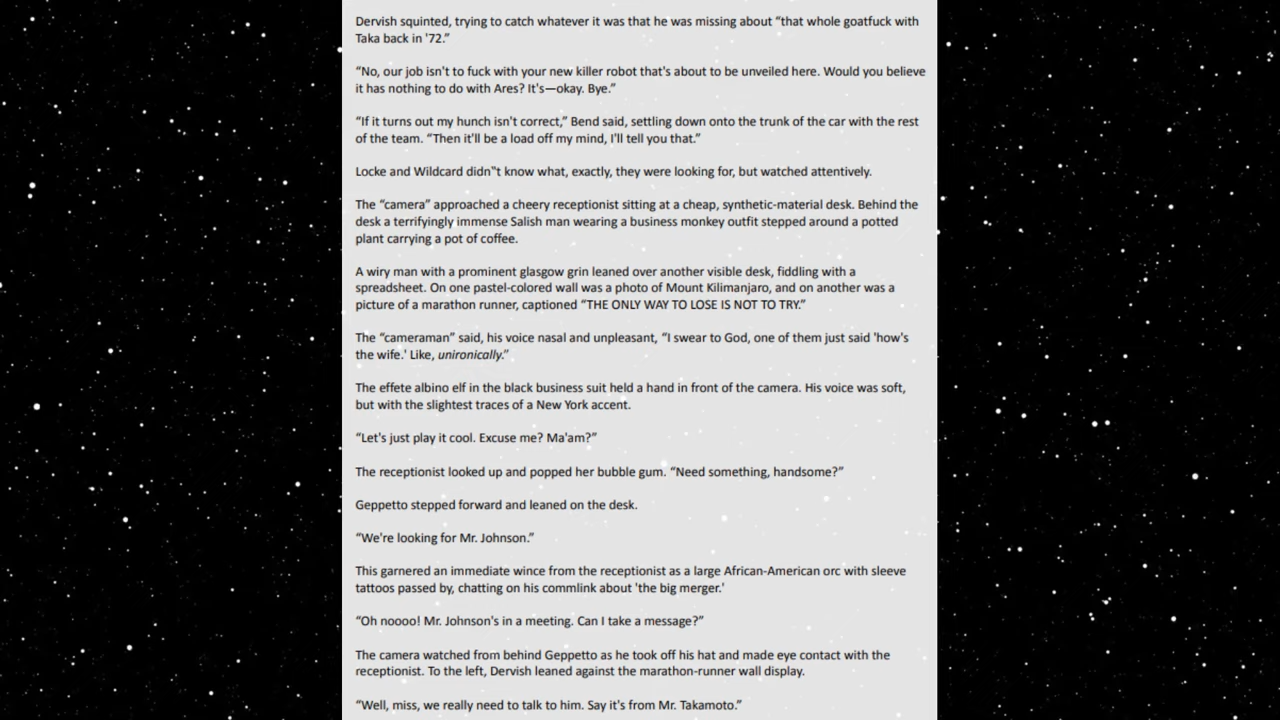 Dervish squinted, trying to catch whatever it was that he was missing about “that whole goatfuck with
Taka back in '72.”
“No, our job isn't to fuck with your new killer robot that's about to be unveiled here. Would you believe
it has nothing to do with Ares? It's—okay. Bye.”
“If it turns out my hunch isn't correct,” Bend said, settling down onto the trunk of the car with the rest
of the team. “Then it'll be a load off my mind, I'll tell you that.”
Locke and Wildcard didn‟t know what, exactly, they were looking for, but watched attentively.
The “camera” approached a cheery receptionist sitting at a cheap, synthetic-material desk. Behind the
desk a terrifyingly immense Salish man wearing a business monkey outfit stepped around a potted
plant carrying a pot of coffee.
A wiry man with a prominent glasgow grin leaned over another visible desk, fiddling with a
spreadsheet. On one pastel-colored wall was a photo of Mount Kilimanjaro, and on another was a
picture of a marathon runner, captioned “THE ONLY WAY TO LOSE IS NOT TO TRY.”
The “cameraman” said, his voice nasal and unpleasant, “I swear to God, one of them just said 'how's
the wife.' Like, unironically.”
The effete albino elf in the black business suit held a hand in front of the camera. His voice was soft,
but with the slightest traces of a New York accent.
“Let's just play it cool. Excuse me? Ma'am?”
The receptionist looked up and popped her bubble gum. “Need something, handsome?”
Geppetto stepped forward and leaned on the desk.
“We're looking for Mr. Johnson.”
This garnered an immediate wince from the receptionist as a large African-American orc with sleeve
tattoos passed by, chatting on his commlink about 'the big merger.'
“Oh noooo! Mr. Johnson's in a meeting. Can I take a message?”
The camera watched from behind Geppetto as he took off his hat and made eye contact with the
receptionist. To the left, Dervish leaned against the marathon-runner wall display.
“Well, miss, we really need to talk to him. Say it's from Mr. Takamoto.”